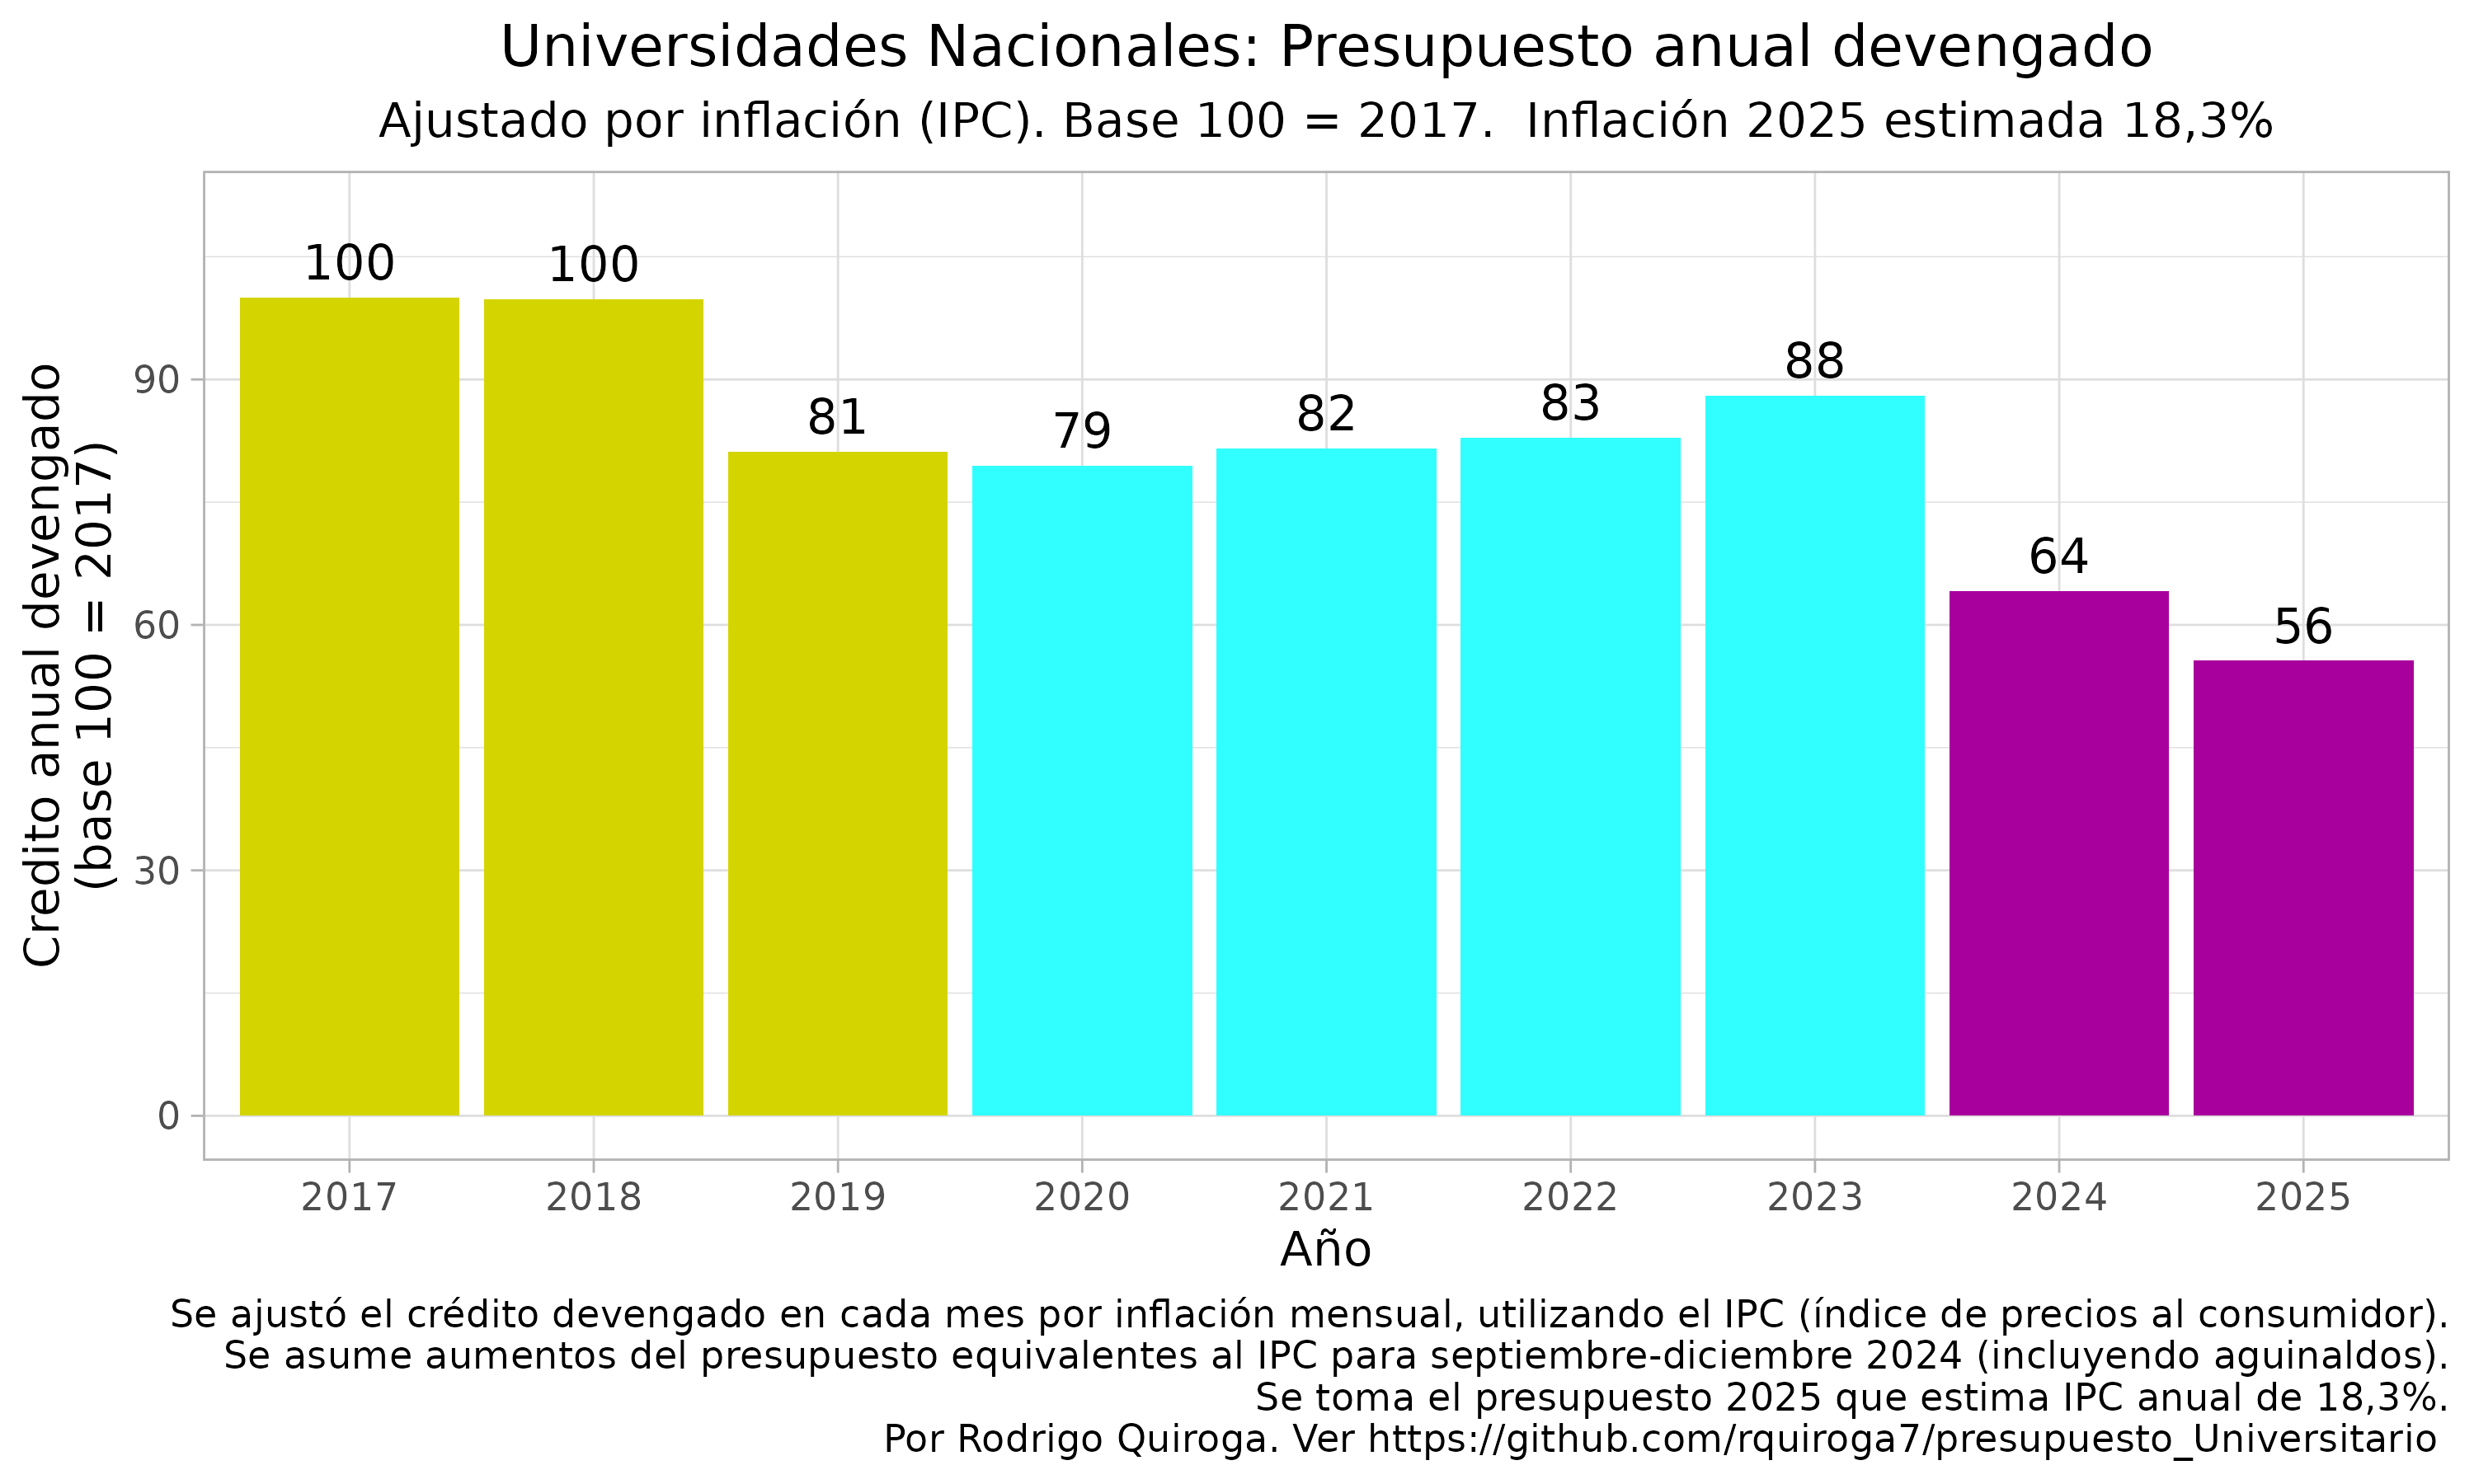 Universidades Nacionales: Presupuesto anual devengado
Ajustado por inflación (IPC). Base 100 = 2017.  Inflación 2025 estimada 18,3%
Credito anual devengado
(base 100 = 2017)
90
60
30
0
100
100
81
79
82
83
88
64
56
2017
2018
2019
2020
2021
2022
2023
2024
2025
Año
Se ajustó el crédito devengado en cada mes por inflación mensual, utilizando el IPC (índice de precios al consumidor).
Se asume aumentos del presupuesto equivalentes al IPC para septiembre-diciembre 2024 (incluyendo aguinaldos).
Se toma el presupuesto 2025 que estima IPC anual de 18,3%.
Por Rodrigo Quiroga. Ver https://github.com/rquiroga7/presupuesto_Universitario